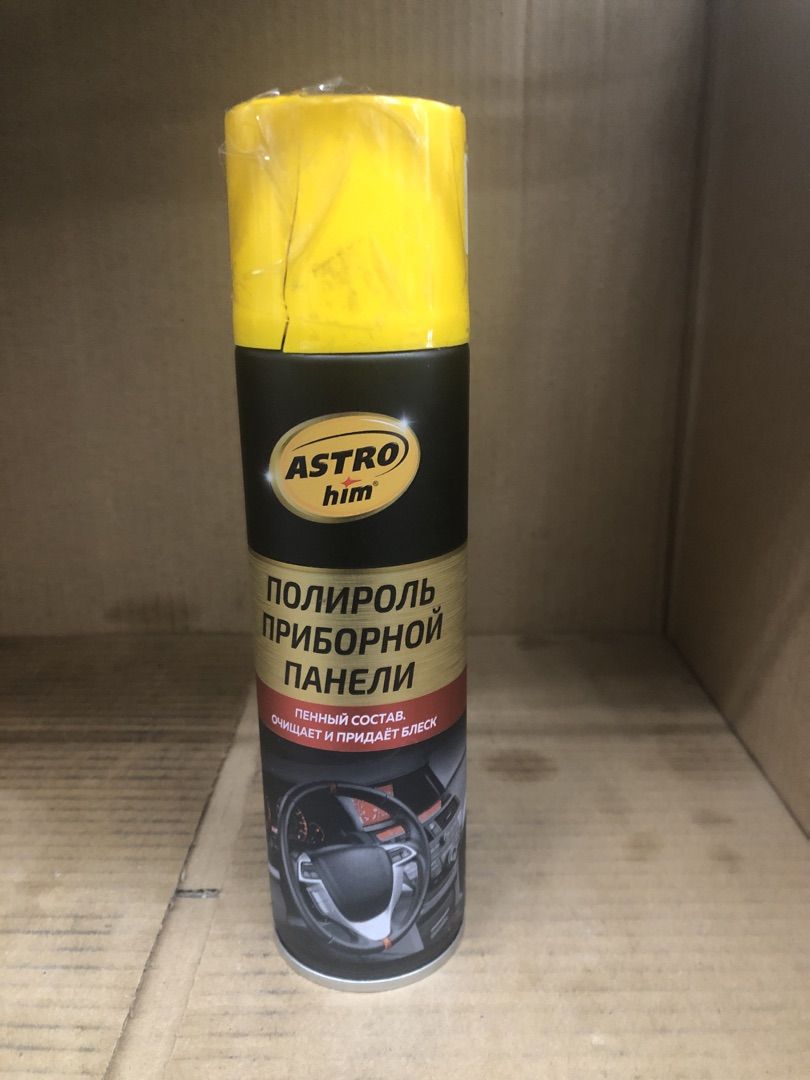 ASTRO
him®
ПОЛИРОЛЬ
ПРИБОРНОЙ
ПАНЕЛИ
ПЕННЫЙ СОСТАВ.
ОЧИЩАЕТ И ПРИДАЁТ БЛЕСК